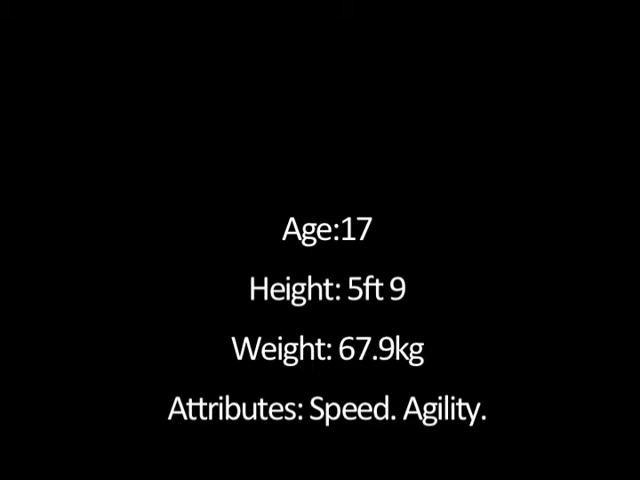 Age:17
Height: 5ft 9
Weight: 67.9kg
Attributes: Speed. Agility.